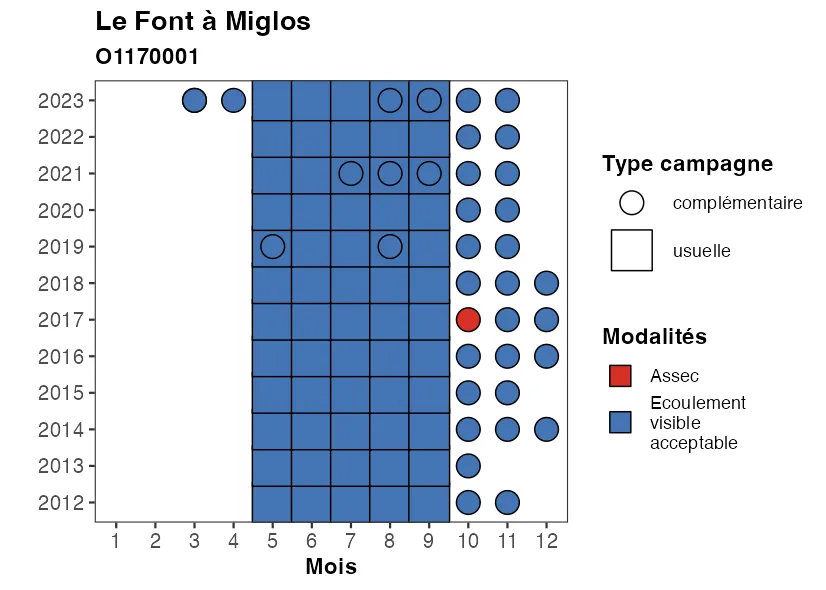 Le Font à Miglos
O1170001
2023
2022
2021
2020
2019
2018
2017
2016
2015
2014
2013
2012
1 2 3 4 5 6 7 8 9 10 11 12
Mois
Type campagne
complémentaire
usuelle
Modalités
Assec
Ecoulement
visible
acceptable